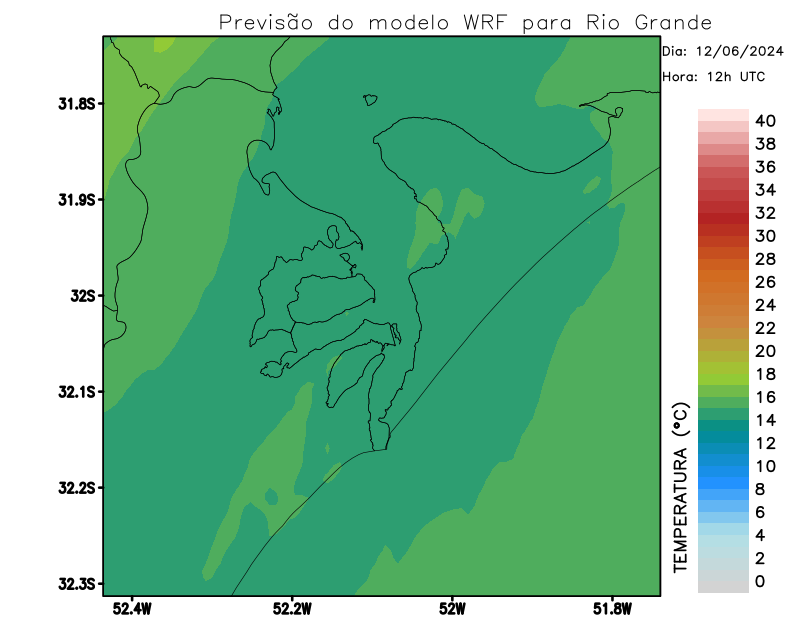 Previsão do modelo WRF para Rio Grande
Dia: 12/06/2024
Hora: 12h UTC
31.8S
31.9S
32S
32.1S
32.2S
32.3S
52.4W
52.2W
52W
51.8W
TEMPERATURA (°C)
40
38
36
34
32
30
28
26
24
22
20
18
16
14
12
10
8
6
4
2
0